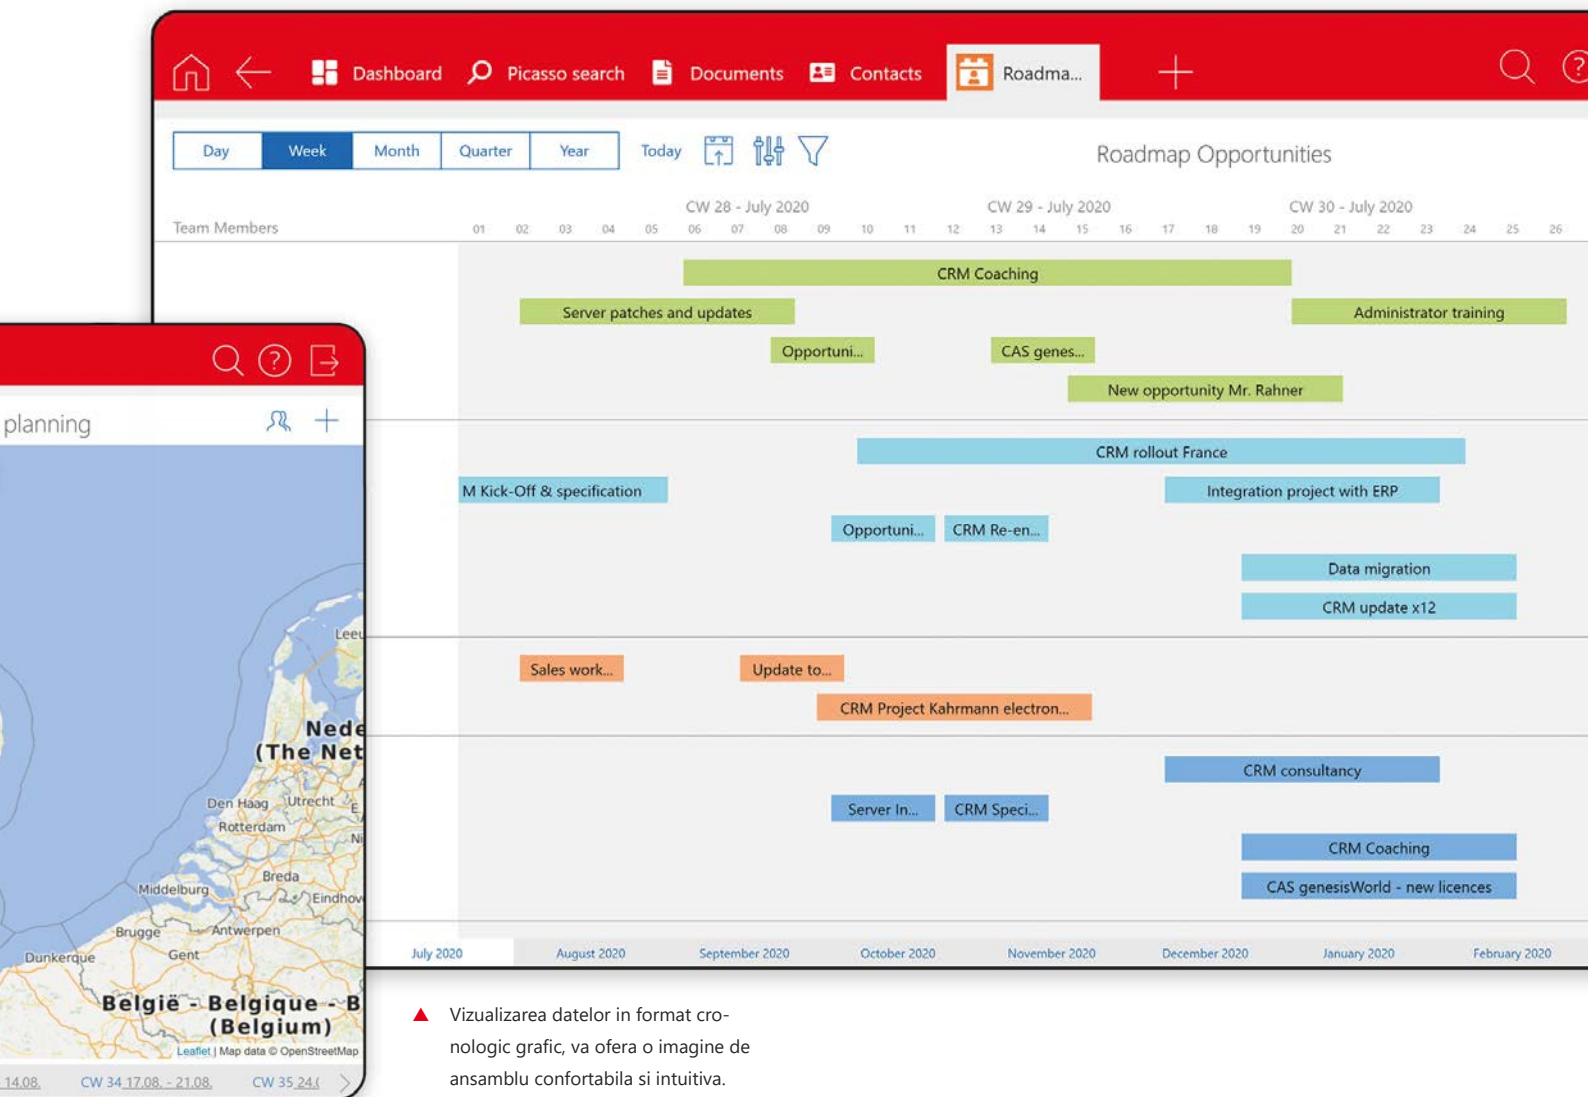 Dashboard
Picasso search
Documents
Contacts
Roadma...
Day
Week
Month
Quarter
Year
Today
Roadmap Opportunities
CW 28 - July 2020
CW 29 - July 2020
CW 30 - July 2020
Team Members
01 02 03 04 05 06 07 08 09 10 11 12 13 14 15 16 17 18 19 20 21 22 23 24 25 26
CRM Coaching
Server patches and updates
Administrator training
Opportuni...
CAS genes...
New opportunity Mr. Rahner
CRM rollout France
M Kick-Off & specification
Integration project with ERP
Opportuni...
CRM Re-en...
Data migration
CRM update x12
Sales work...
Update to...
CRM Project Kahrmann electron...
CRM consultancy
Server In...
CRM Speci...
CRM Coaching
CAS genesisWorld - new licences
July 2020
August 2020
September 2020
October 2020
November 2020
December 2020
January 2020
February 2020
planning
Leeu
Nede
(The Net
Den Haag
Utrecht
E
Rotterdam
Ni
Breda
Middelburg
Eindhov
Brugge
Antwerpen
Dunkerque
Gent
België - Belgique - B
(Belgium)
Leaflet | Map data © OpenStreetMap
14.08.
CW 34 17.08. - 21.08.
CW 35 24.(
▲ Vizualizarea datelor in format cro-
nologic grafic, va ofera o imagine de
ansamblu confortabila si intuitiva.